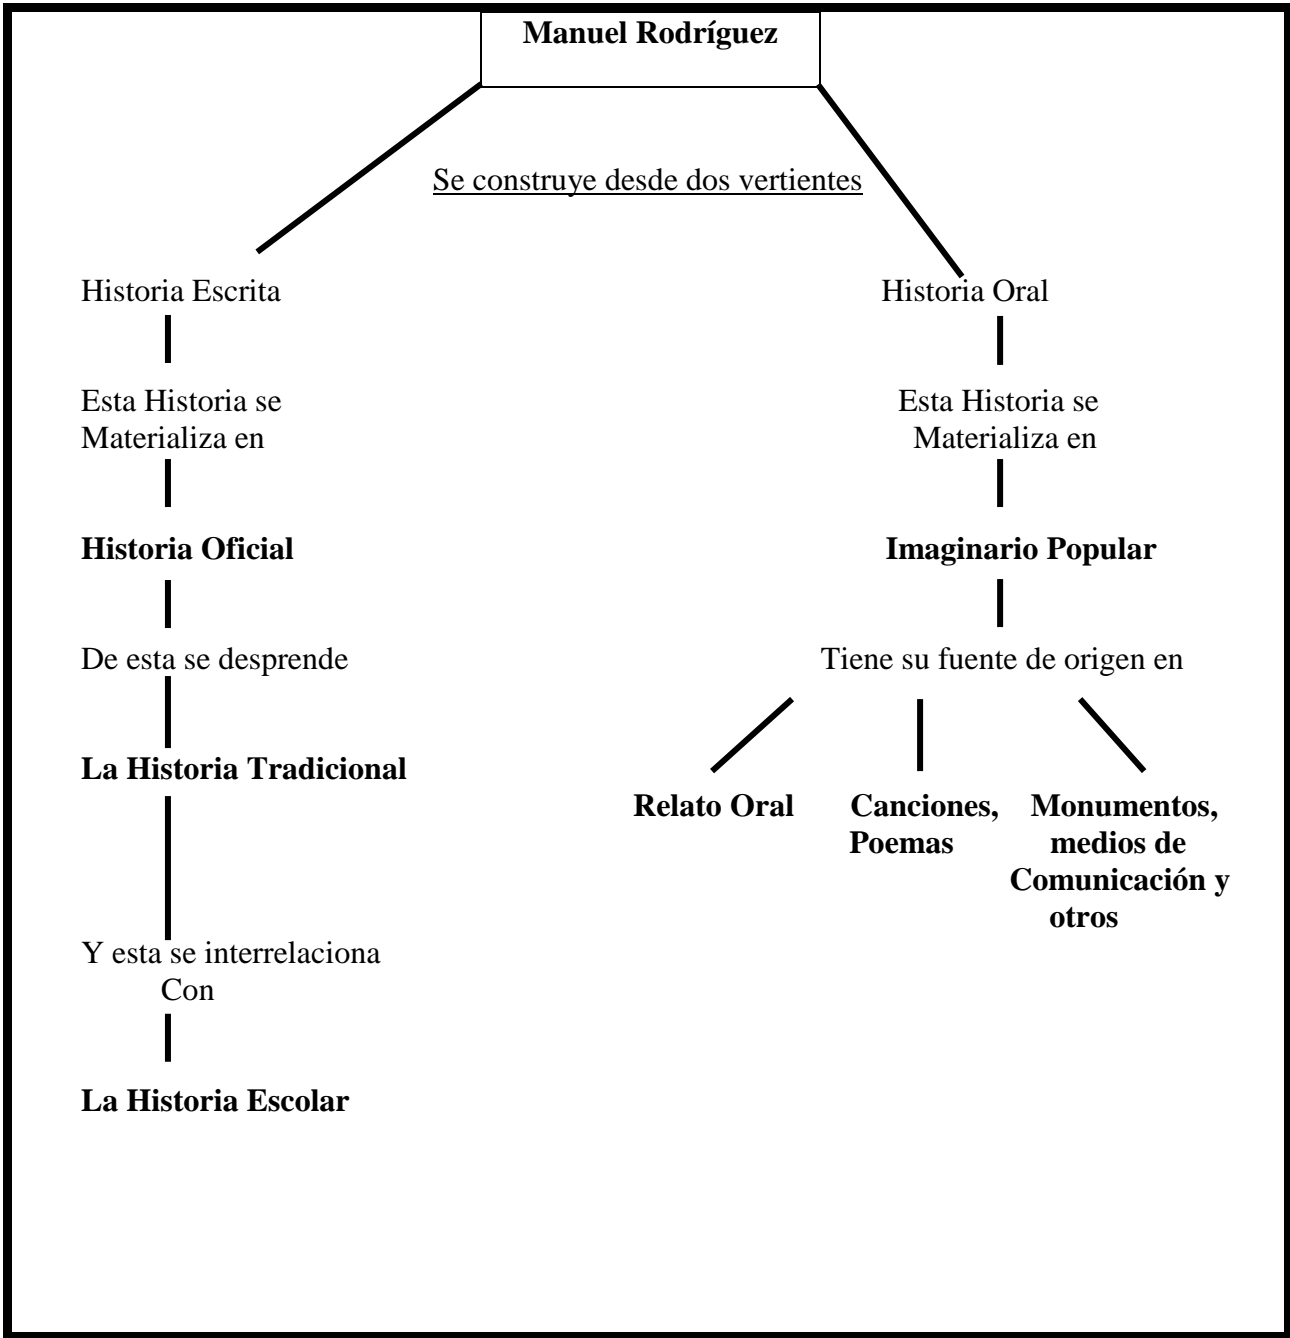 Manuel Rodríguez
Se construye desde dos vertientes
Historia Escrita
Esta Historia se
Materializa en
Historia Oficial
De esta se desprende
La Historia Tradicional
Y esta se interrelaciona
Con
La Historia Escolar
Historia Oral
Esta Historia se
Materializa en
Imaginario Popular
Tiene su fuente de origen en
Relato Oral
Canciones,
Poemas
Monumentos,
medios de
Comunicación y
otros